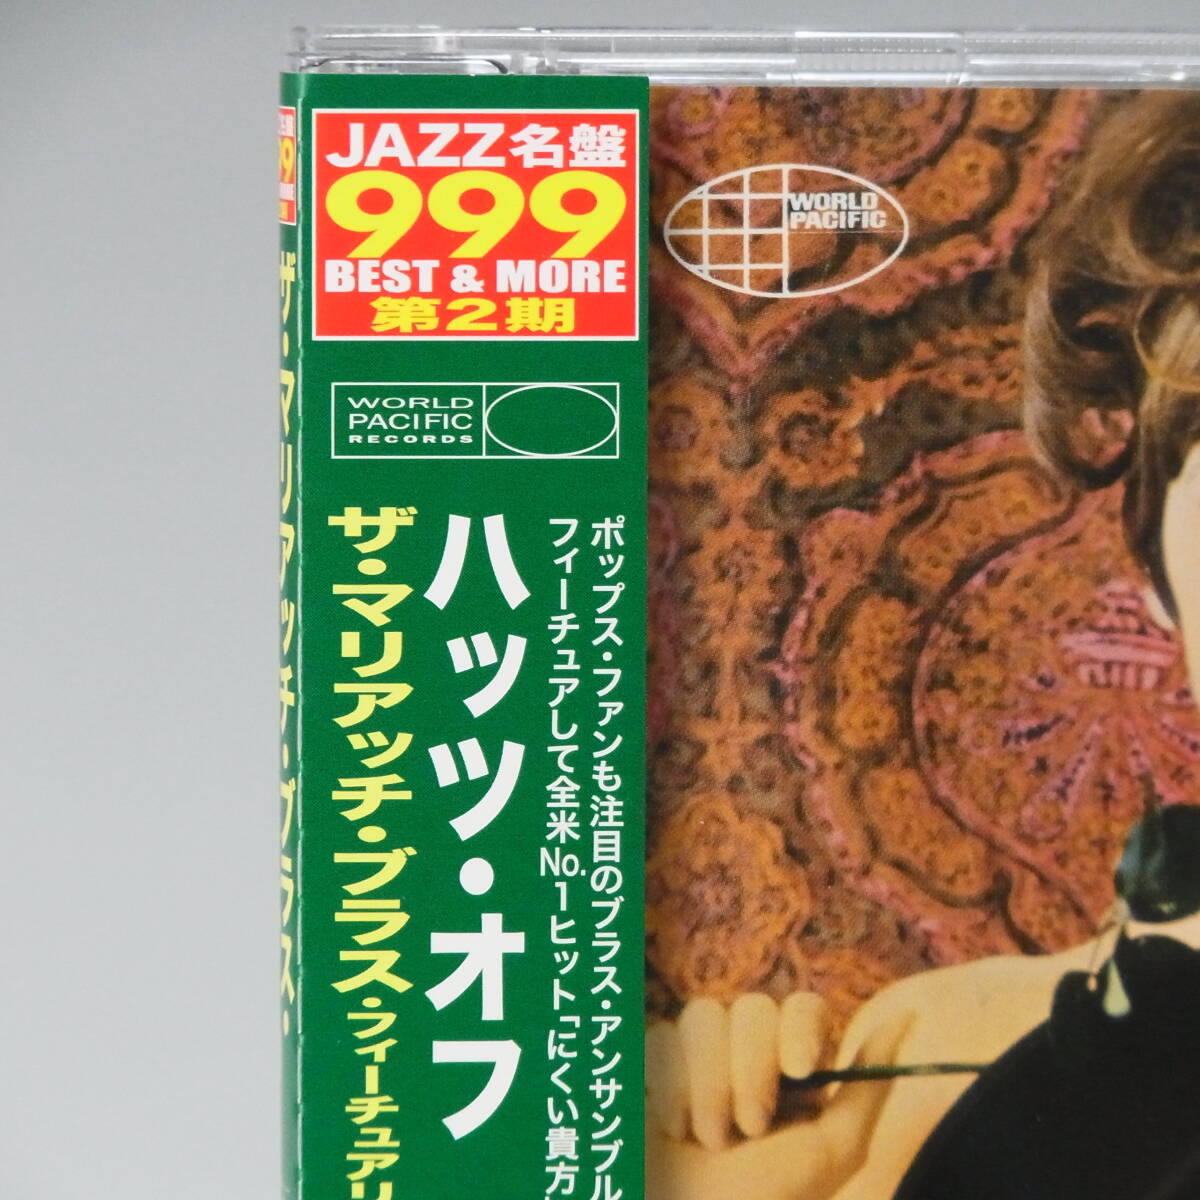 JAZZ名盤
999
BEST & MORE
第2期
WORLD
PACIFIC
RECORDS
ポップス・ファンも注目のブラス・アンサンブル
フィーチュアして全米No.1ヒット「にくい貴方
ハッツ・オフ
ザ・マリアッチ・ブラス・フィーチュアリ
ザ・マリアッチ・ブラス・
WORLD
PACIFIC